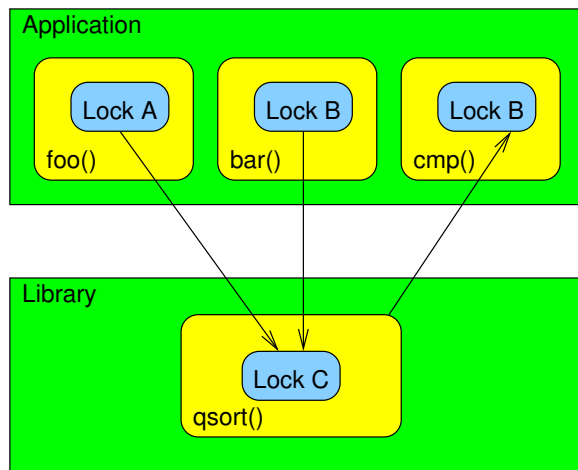 Application
Lock A
Lock B
Lock B
foo()
bar()
cmp()
Library
Lock C
qsort()